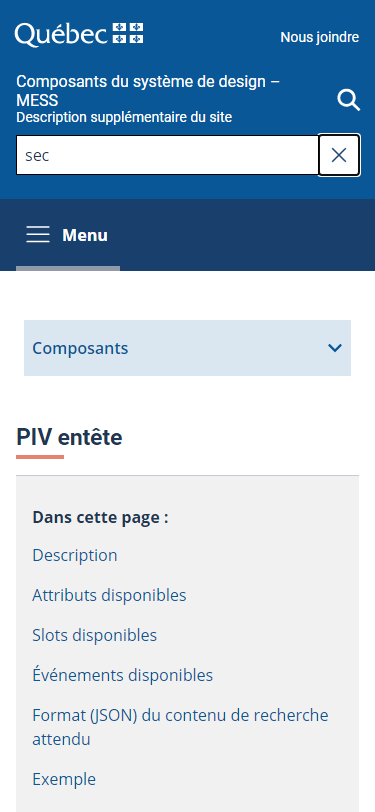 Québec
Nous joindre
Composants du système de design –
MESS
Description supplémentaire du site
sec
Menu
Composants
PIV entête
Dans cette page :
Description
Attributs disponibles
Slots disponibles
Événements disponibles
Format (JSON) du contenu de recherche
attendu
Exemple